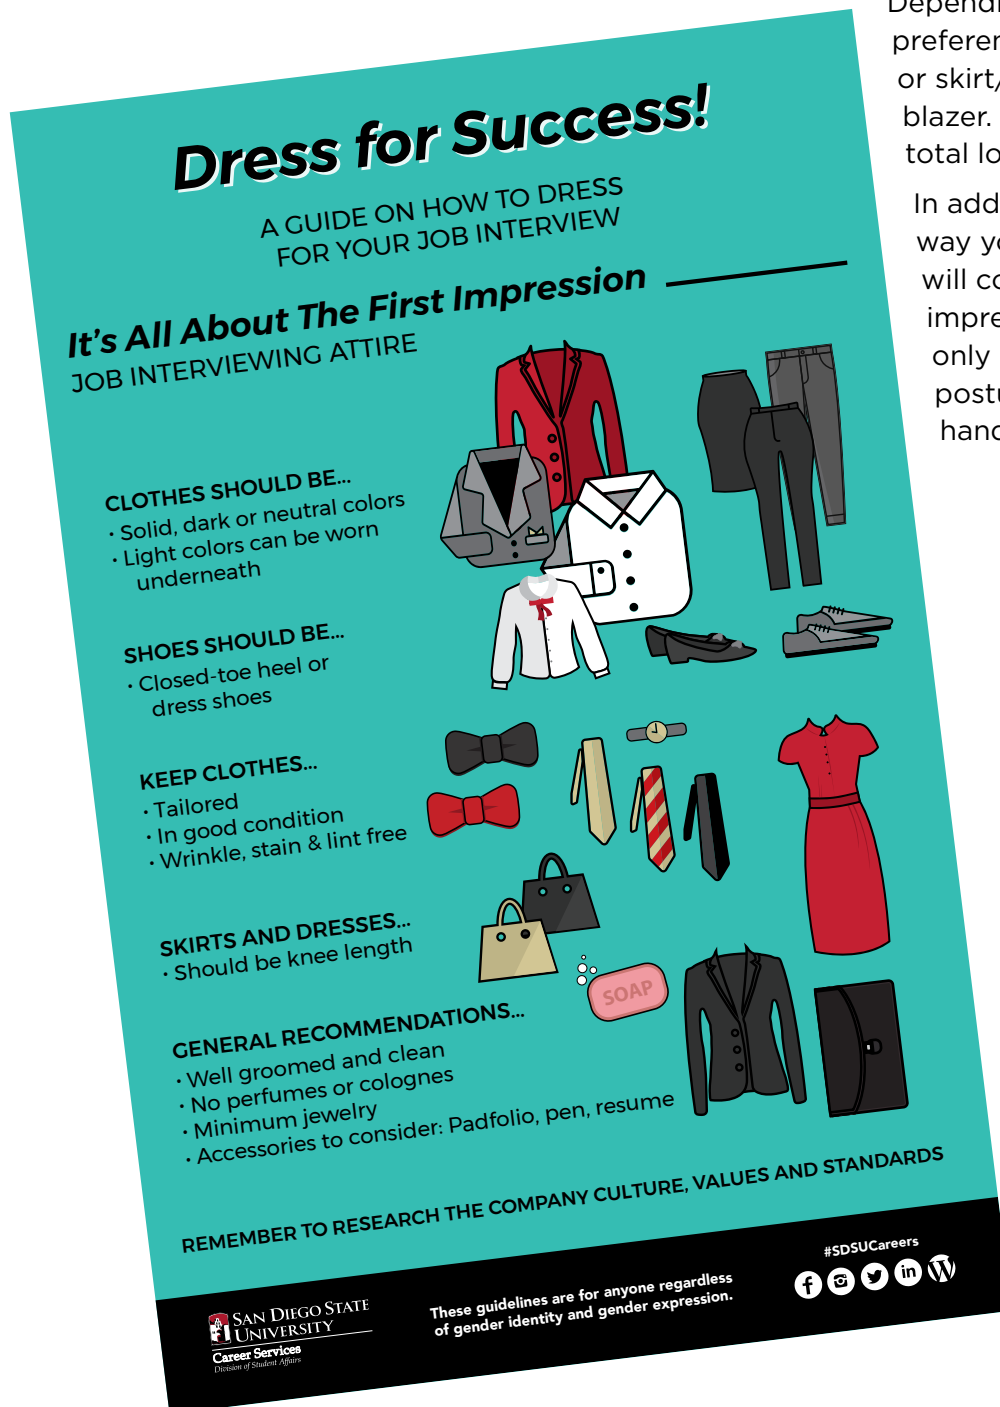 Dress for Success!
A GUIDE ON HOW TO DRESS
FOR YOUR JOB INTERVIEW
It's All About The First Impression
JOB INTERVIEWING ATTIRE
CLOTHES SHOULD BE...
· Solid, dark or neutral colors
· Light colors can be worn
underneath
SHOES SHOULD BE...
· Closed-toe heel or
dress shoes
KEEP CLOTHES...
· Tailored
· In good condition
· Wrinkle, stain & lint free
SKIRTS AND DRESSES...
· Should be knee length
SOAP
GENERAL RECOMMENDATIONS...
· Well groomed and clean
· No perfumes or colognes
· Minimum jewelry
· Accessories to consider: Padfolio, pen, resume
REMEMBER TO RESEARCH THE COMPANY CULTURE, VALUES AND STANDARDS
SAN DIEGO STATE
UNIVERSITY
Career Services
Division of Student Affairs
These guidelines are for anyone regardless
of gender identity and gender expression.
#SDSUCareers
or skirt/
blazer.
total
In
way
will
only